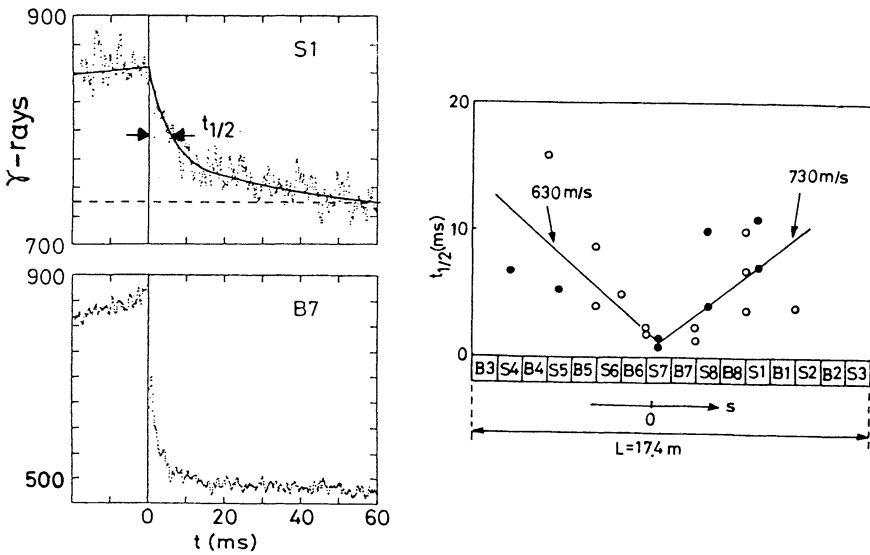 900
S1
t1/2
γ-rays
700
900
B7
500
0
20
40
60
t (ms)
20
730m/s
630m/s
10
t1/2(ms)
0
B3 S4 B4 S5 B5 S6 B6 S7 B7 S8 B8 S1 B1 S2 B2 S3
s
0
L=17.4 m